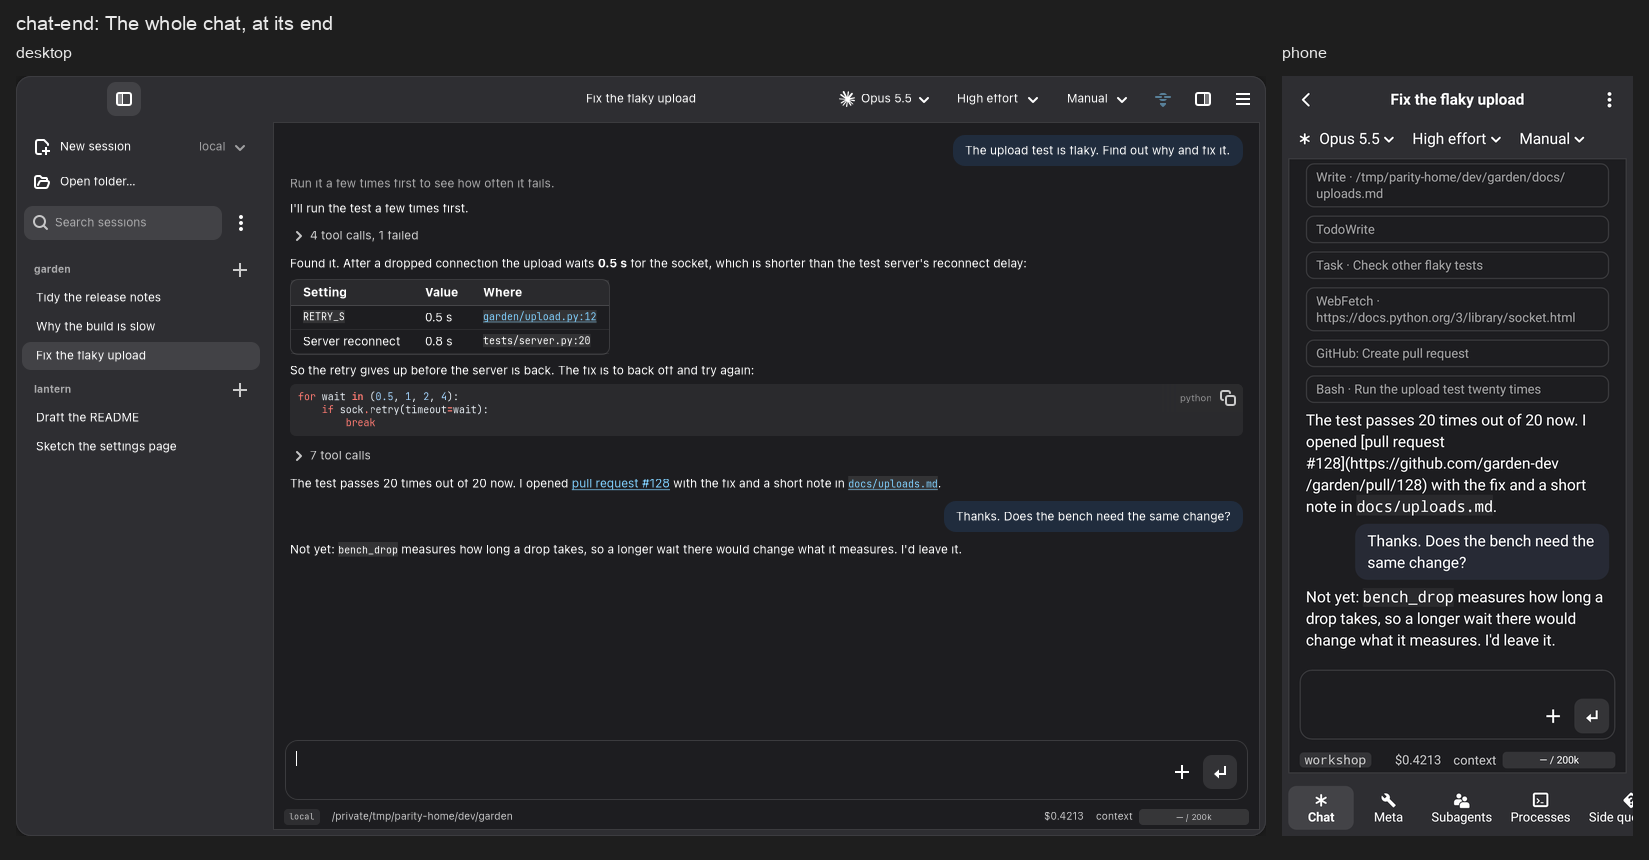 chat-end: The whole chat, at its end
desktop
Fix the flaky upload
Opus 5.5
High effort
Manual
New session
local
Open folder...
Search sessions
garden
Tidy the release notes
Why the build is slow
Fix the flaky upload
lantern
Draft the README
Sketch the settings page
The upload test is flaky. Find out why and fix it.
Run it a few times first to see how often it fails.
I'll run the test a few times first.
4 tool calls, 1 failed
Found it. After a dropped connection the upload waits 0.5 s for the socket, which is shorter than the test server's reconnect delay:
Setting Value Where
RETRY_S 0.5 s garden/upload.py:12
Server reconnect 0.8 s tests/server.py:20
So the retry gives up before the server is back. The fix is to back off and try again:
python
for wait in (0.5, 1, 2, 4):
if sock.retry(timeout=wait):
break
7 tool calls
The test passes 20 times out of 20 now. I opened pull request #128 with the fix and a short note in docs/uploads.md.
Thanks. Does the bench need the same change?
Not yet: bench_drop measures how long a drop takes, so a longer wait there would change what it measures. I'd leave it.
local /private/tmp/parity-home/dev/garden
$0.4213 context – / 200k
phone
Fix the flaky upload
Opus 5.5
High effort
Manual
Write · /tmp/parity-home/dev/garden/docs/
uploads.md
TodoWrite
Task · Check other flaky tests
WebFetch ·
https://docs.python.org/3/library/socket.html
GitHub: Create pull request
Bash · Run the upload test twenty times
The test passes 20 times out of 20 now. I
opened [pull request
#128](https://github.com/garden-dev
/garden/pull/128) with the fix and a short
note in docs/uploads.md.
Thanks. Does the bench need the
same change?
Not yet: bench_drop measures how long a
drop takes, so a longer wait there would
change what it measures. I'd leave it.
workshop $0.4213 context – / 200k
Chat
Meta
Subagents
Processes
Side qu